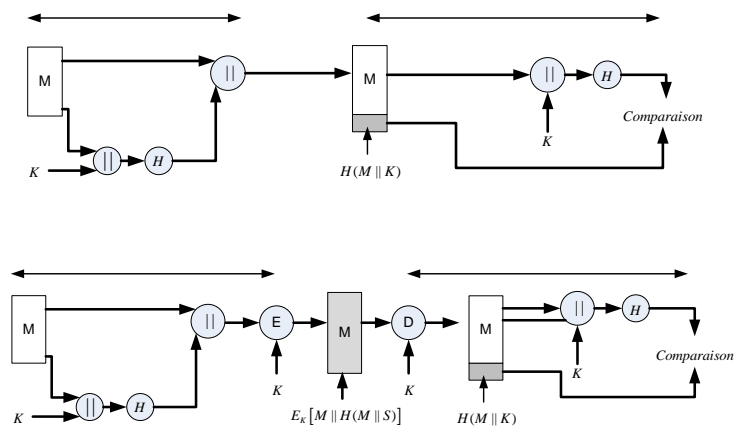 M
||
M
||
H
K
|| H
K
Comparaison
H(M || K)
M
||
E
M
D
M
||
H
K
|| H
K
K
K
Comparaison
E_K[M || H(M || S)]
H(M || K)